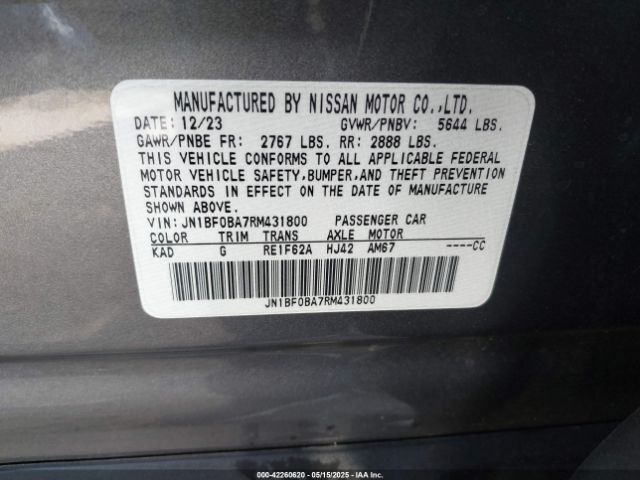 MANUFACTURED BY NISSAN MOTOR CO.,LTD.
DATE: 12/23 GVWR/PNBV: 5644 LBS.
GAWR/PNBE FR: 2767 LBS. RR: 2888 LBS.
THIS VEHICLE CONFORMS TO ALL APPLICABLE FEDERAL
MOTOR VEHICLE SAFETY,BUMPER,AND THEFT PREVENTION
STANDARDS IN EFFECT ON THE DATE OF MANUFACTURE
SHOWN ABOVE.
VIN: JN1BF0BA7RM431800 PASSENGER CAR
COLOR TRIM TRANS AXLE MOTOR
KAD G RE1F62A HJ42 AM67 ----CC
JN1BF0BA7RM431800
000-42260620 - 05/15/2025 - IAA Inc.